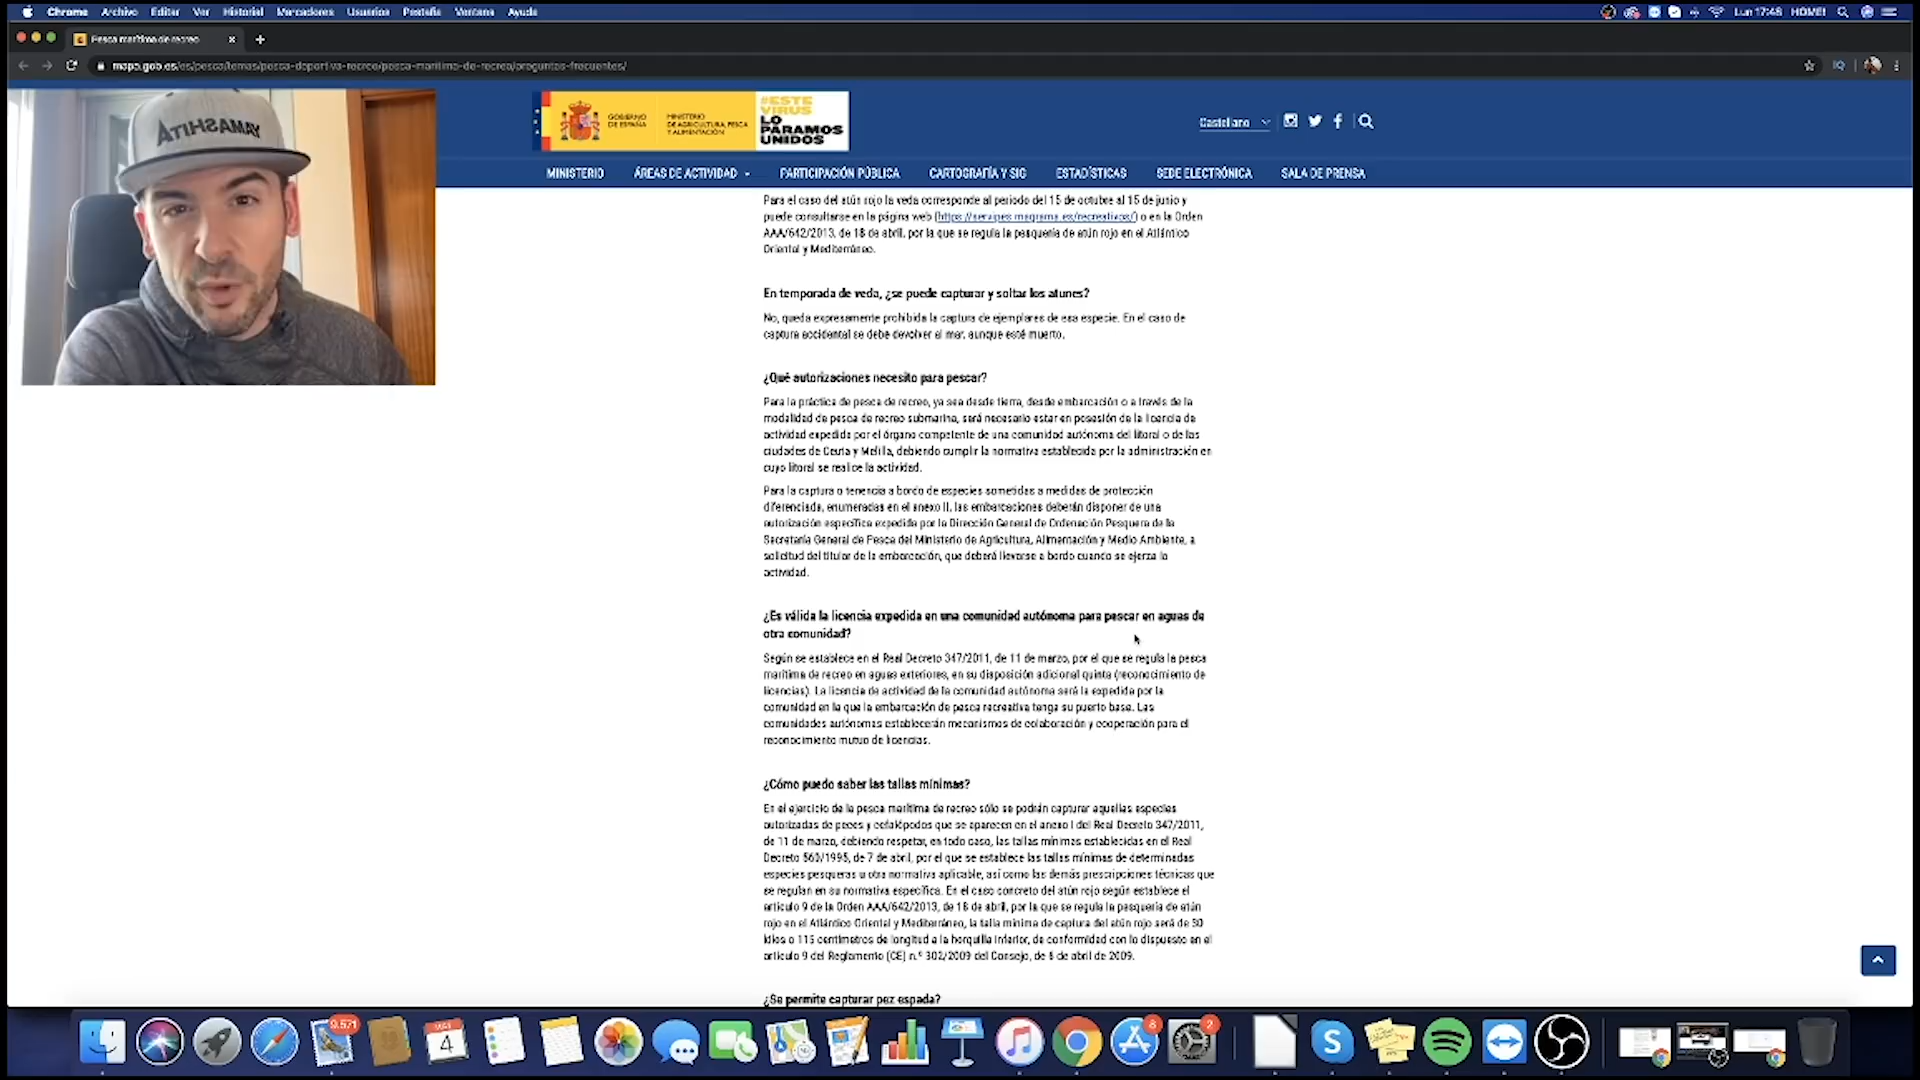 Chrome Archivo Editar Ver Historial Marcadores Usuarios Pestaña Ventana Ayuda
Lun 17:48 HOME!
Pesca marítima de recreo
mapa.gob.es/es/pesca/temas/pesca-deportiva-recreo/pesca-maritima-de-recreo/preguntas-frecuentes/
YAMASHITA
GOBIERNO
DE ESPAÑA
MINISTERIO
DE AGRICULTURA, PESCA
Y ALIMENTACIÓN
#ESTE
VIRUS
LO
PARAMOS
UNIDOS
Castellano
MINISTERIO ÁREAS DE ACTIVIDAD PARTICIPACIÓN PÚBLICA CARTOGRAFÍA Y SIG ESTADÍSTICAS SEDE ELECTRÓNICA SALA DE PRENSA
Para el caso del atún rojo la veda corresponde al periodo del 15 de octubre al 15 de junio y
puede consultarse en la página web (https://servicios.magrama.es/recreativos/) o en la Orden
AAA/642/2013, de 18 de abril, por la que se regula la pesquería de atún rojo en el Atlántico
Oriental y Mediterráneo.
En temporada de veda, ¿se puede capturar y soltar los atunes?
No, queda expresamente prohibida la captura de ejemplares de esa especie. En el caso de
captura accidental se debe devolver al mar, aunque esté muerto.
¿Qué autorizaciones necesito para pescar?
Para la práctica de pesca de recreo, ya sea desde tierra, desde embarcación o a través de la
modalidad de pesca de recreo submarina, será necesario estar en posesión de la licencia de
actividad expedida por el órgano competente de una comunidad autónoma del litoral o de las
ciudades de Ceuta y Melilla, debiendo cumplir la normativa establecida por la administración en
cuyo litoral se realice la actividad.
Para la captura o tenencia a bordo de especies sometidas a medidas de protección
diferenciada, enumeradas en el anexo II, las embarcaciones deberán disponer de una
autorización específica expedida por la Dirección General de Ordenación Pesquera de la
Secretaría General de Pesca del Ministerio de Agricultura, Alimentación y Medio Ambiente, a
solicitud del titular de la embarcación, que deberá llevarse a bordo cuando se ejerza la
actividad.
¿Es válida la licencia expedida en una comunidad autónoma para pescar en aguas de
otra comunidad?
Según se establece en el Real Decreto 347/2011, de 11 de marzo, por el que se regula la pesca
marítima de recreo en aguas exteriores, en su disposición adicional quinta (reconocimiento de
licencias). La licencia de actividad de la comunidad autónoma será la expedida por la
comunidad en la que la embarcación de pesca recreativa tenga su puerto base. Las
comunidades autónomas establecerán mecanismos de colaboración y cooperación para el
reconocimiento mutuo de licencias.
¿Cómo puedo saber las tallas mínimas?
En el ejercicio de la pesca marítima de recreo sólo se podrán capturar aquellas especies
autorizadas de peces y cefalópodos que se aparecen en el anexo I del Real Decreto 347/2011,
de 11 de marzo, debiendo respetar, en todo caso, las tallas mínimas establecidas en el Real
Decreto 560/1995, de 7 de abril, por el que se establece las tallas mínimas de determinadas
especies pesqueras u otra normativa aplicable, así como las demás prescripciones técnicas que
se regulan en su normativa específica. En el caso concreto del atún rojo según establece el
artículo 9 de la Orden AAA/642/2013, de 18 de abril, por la que se regula la pesquería de atún
rojo en el Atlántico Oriental y Mediterráneo, la talla mínima de captura del atún rojo será de 30
kilos o 115 centímetros de longitud a la horquilla inferior, de conformidad con lo dispuesto en el
artículo 9 del Reglamento (CE) n.º 302/2009 del Consejo, de 6 de abril de 2009.
¿Se permite capturar pez espada?
9.571
4
8
2